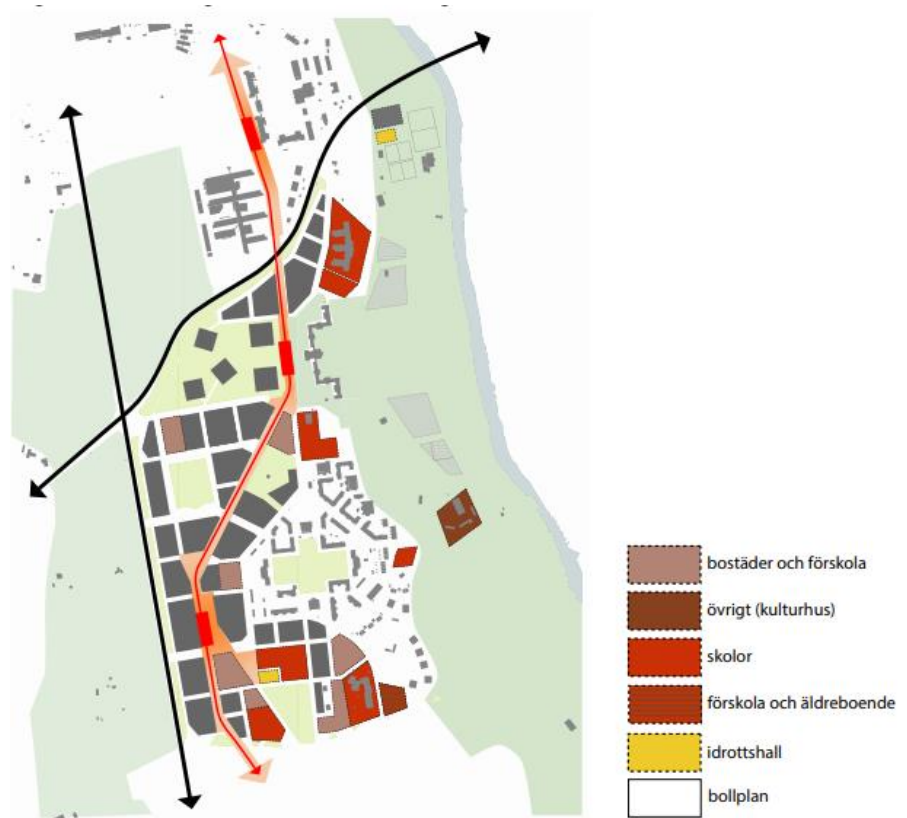 bostäder och förskola
övrigt (kulturhus)
skolor
förskola och äldreboende
idrottshall
bollplan